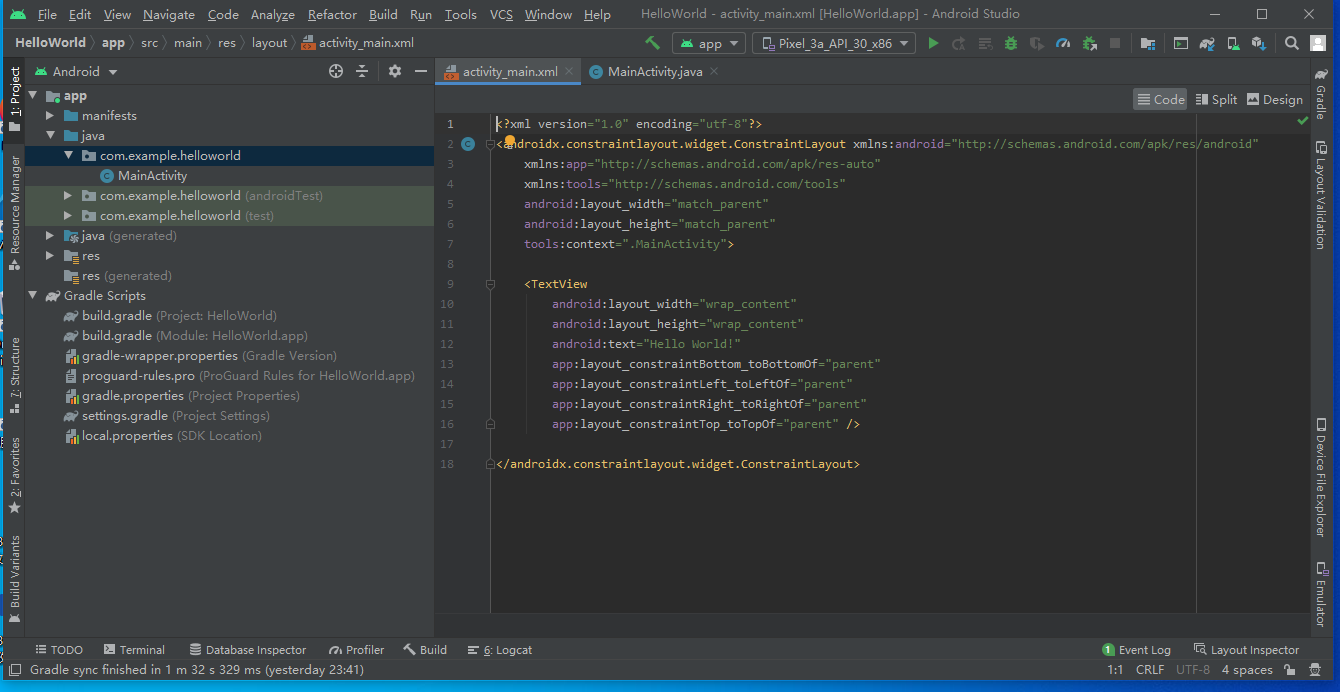 File Edit View Navigate Code Analyze Refactor Build Run Tools VCS Window Help HelloWorld - activity_main.xml [HelloWorld.app] - Android Studio
HelloWorld app src main res layout activity_main.xml app Pixel_3a_API_30_x86
1: Project
Resource Manager
7: Structure
2: Favorites
Build Variants
Android
app
manifests
java
com.example.helloworld
MainActivity
com.example.helloworld (androidTest)
com.example.helloworld (test)
java (generated)
res
res (generated)
Gradle Scripts
build.gradle (Project: HelloWorld)
build.gradle (Module: HelloWorld.app)
gradle-wrapper.properties (Gradle Version)
proguard-rules.pro (ProGuard Rules for HelloWorld.app)
gradle.properties (Project Properties)
settings.gradle (Project Settings)
local.properties (SDK Location)
activity_main.xml MainActivity.java
Code Split Design
1 <?xml version="1.0" encoding="utf-8"?>
2 <androidx.constraintlayout.widget.ConstraintLayout xmlns:android="http://schemas.android.com/apk/res/android"
3 xmlns:app="http://schemas.android.com/apk/res-auto"
4 xmlns:tools="http://schemas.android.com/tools"
5 android:layout_width="match_parent"
6 android:layout_height="match_parent"
7 tools:context=".MainActivity">
8
9 <TextView
10 android:layout_width="wrap_content"
11 android:layout_height="wrap_content"
12 android:text="Hello World!"
13 app:layout_constraintBottom_toBottomOf="parent"
14 app:layout_constraintLeft_toLeftOf="parent"
15 app:layout_constraintRight_toRightOf="parent"
16 app:layout_constraintTop_toTopOf="parent" />
17
18 </androidx.constraintlayout.widget.ConstraintLayout>
Gradle
Layout Validation
Device File Explorer
Emulator
TODO Terminal Database Inspector Profiler Build 6: Logcat 1 Event Log Layout Inspector
Gradle sync finished in 1 m 32 s 329 ms (yesterday 23:41) 1:1 CRLF UTF-8 4 spaces